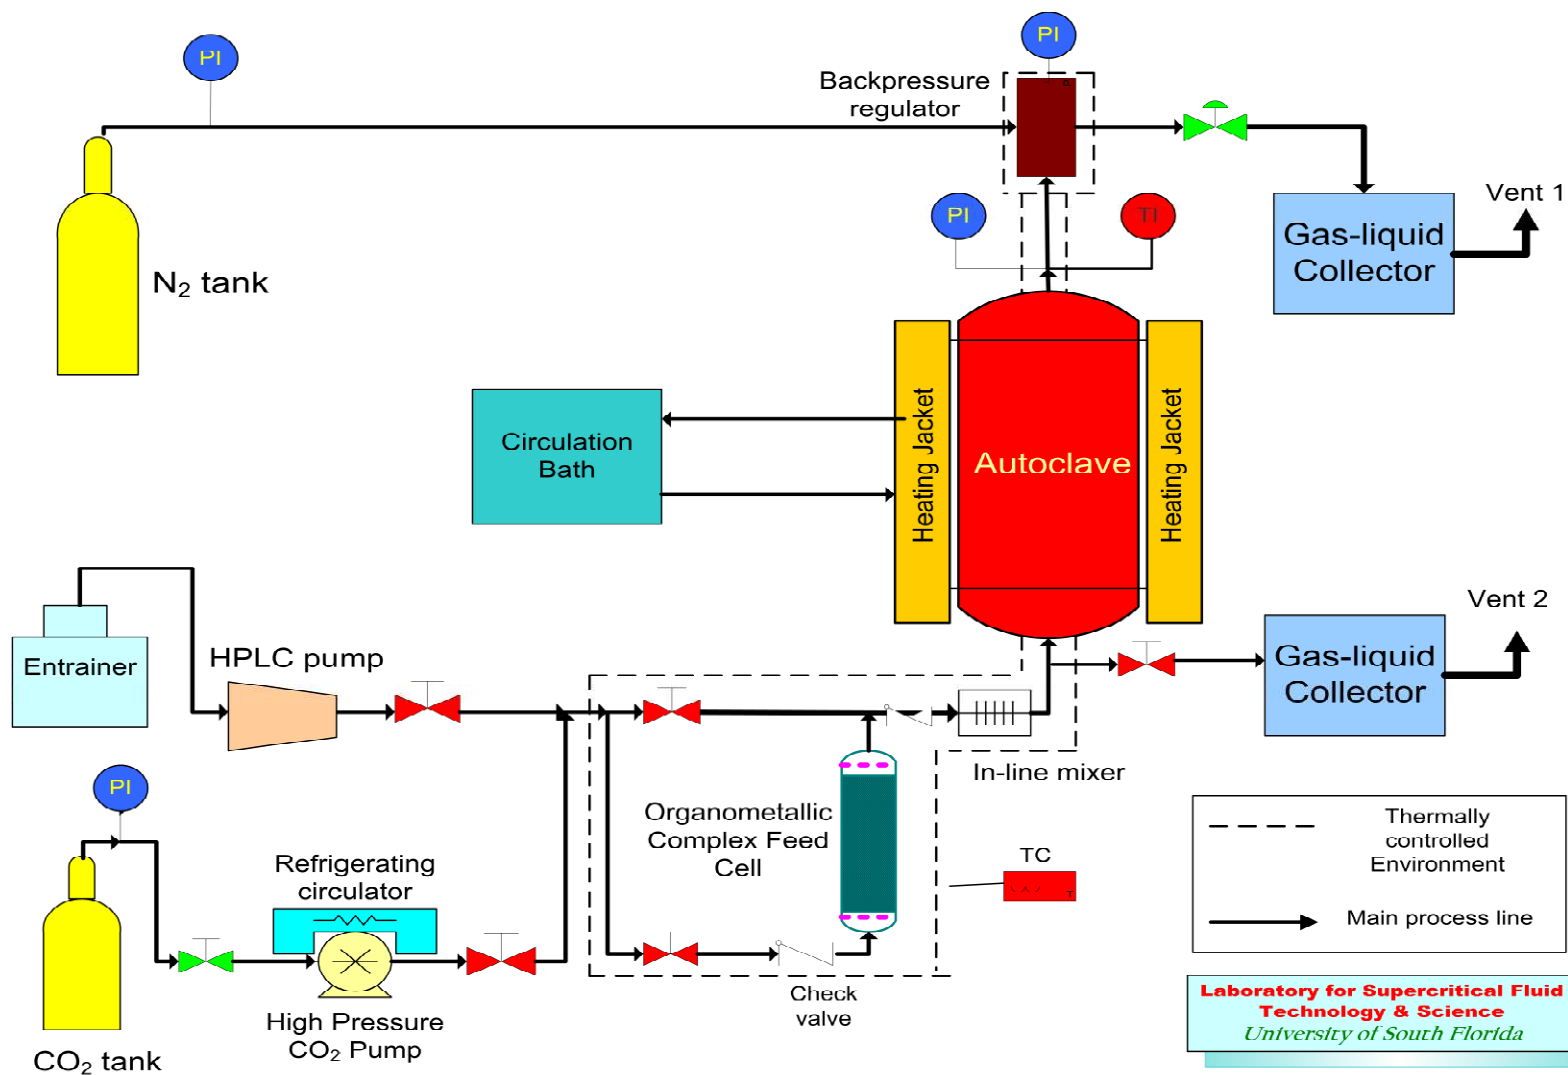 PI
PI
Backpressure
regulator
Vent 1
PI
TI
Gas-liquid
Collector
N₂ tank
Heating Jacket
Heating Jacket
Circulation
Bath
Autoclave
Vent 2
HPLC pump
Entrainer
Gas-liquid
Collector
In-line mixer
PI
Organometallic
Complex Feed
Cell
Thermally
controlled
Environment
TC
Refrigerating
circulator
T
Main process line
Check
valve
High Pressure
CO₂ Pump
CO₂ tank
Laboratory for Supercritical Fluid
Technology & Science
University of South Florida